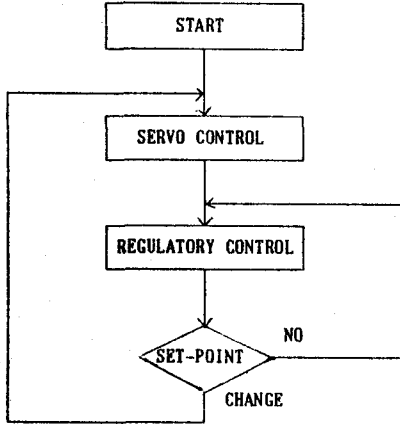 START
SERVO CONTROL
REGULATORY CONTROL
SET-POINT
NO
CHANGE